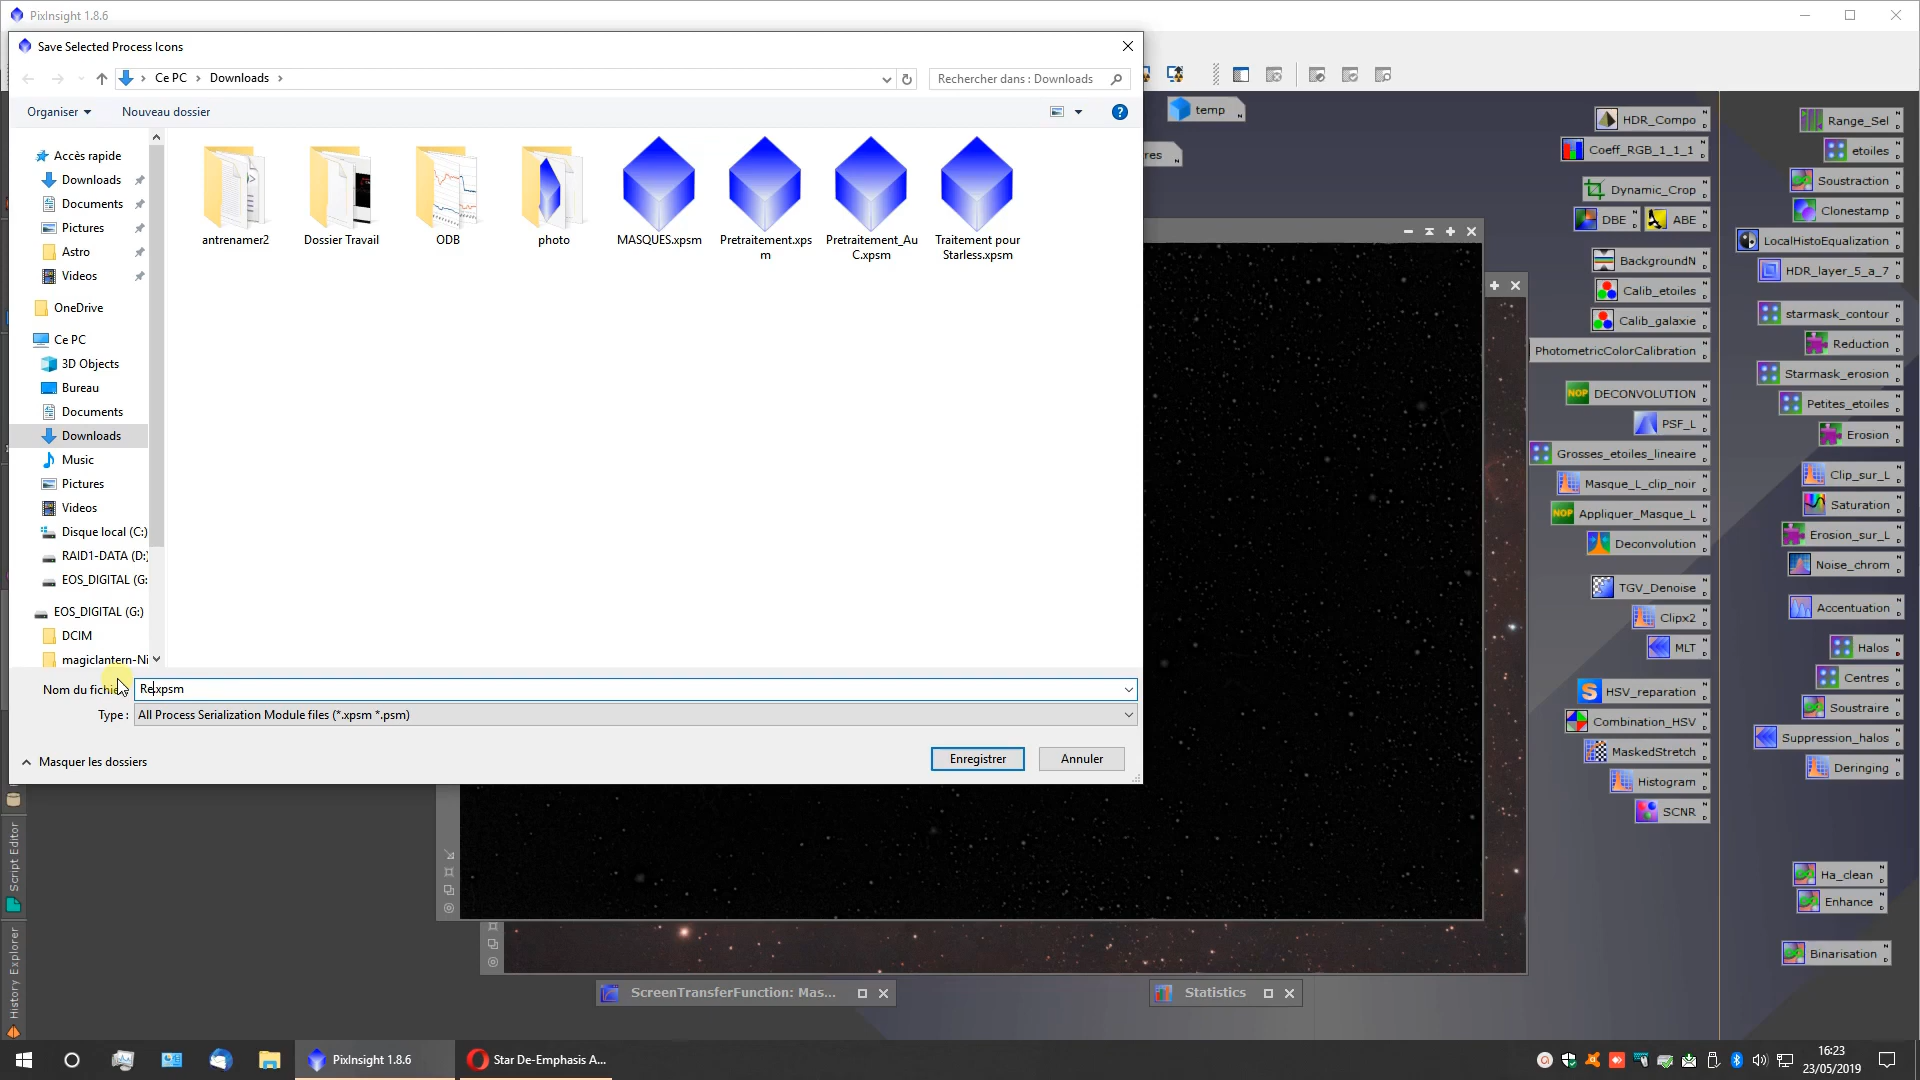 PixInsight 1.8.6
Save Selected Process Icons
Ce PC
Downloads
Rechercher dans : Downloads
Organiser
Nouveau dossier
Accès rapide
Downloads
Documents
Pictures
Astro
Videos
OneDrive
Ce PC
3D Objects
Bureau
Documents
Downloads
Music
Pictures
Videos
Disque local (C:)
RAID1-DATA (D:)
EOS_DIGITAL (G:
EOS_DIGITAL (G:)
DCIM
magiclantern-Ni
antrenamer2
Dossier Travail
ODB
photo
MASQUES.xpsm
Pretraitement.xps
m
Pretraitement_Au
C.xpsm
Traitement pour
Starless.xpsm
Nom du fichie
Re.xpsm
Type :
All Process Serialization Module files (*.xpsm *.psm)
Enregistrer
Annuler
Masquer les dossiers
temp
res
HDR_Compo
Coeff_RGB_1_1_1
Dynamic_Crop
DBE
ABE
BackgroundN
Calib_etoiles
Calib_galaxie
PhotometricColorCalibration
NOP
DECONVOLUTION
PSF_L
Grosses_etoiles_lineaire
Masque_L_clip_noir
NOP
Appliquer_Masque_L
Deconvolution
TGV_Denoise
Clipx2
MLT
HSV_reparation
Combination_HSV
MaskedStretch
Histogram
SCNR
Range_Sel
etoiles
Soustraction
Clonestamp
LocalHistoEqualization
HDR_layer_5_a_7
starmask_contour
Reduction
Starmask_erosion
Petites_etoiles
Erosion
Clip_sur_L
Saturation
Erosion_sur_L
Noise_chrom
Accentuation
Halos
Centres
Soustraire
Suppression_halos
Deringing
Ha_clean
Enhance
Binarisation
Script Editor
History Explorer
ScreenTransferFunction: Mas...
Statistics
PixInsight 1.8.6
Star De-Emphasis A...
16:23
23/05/2019